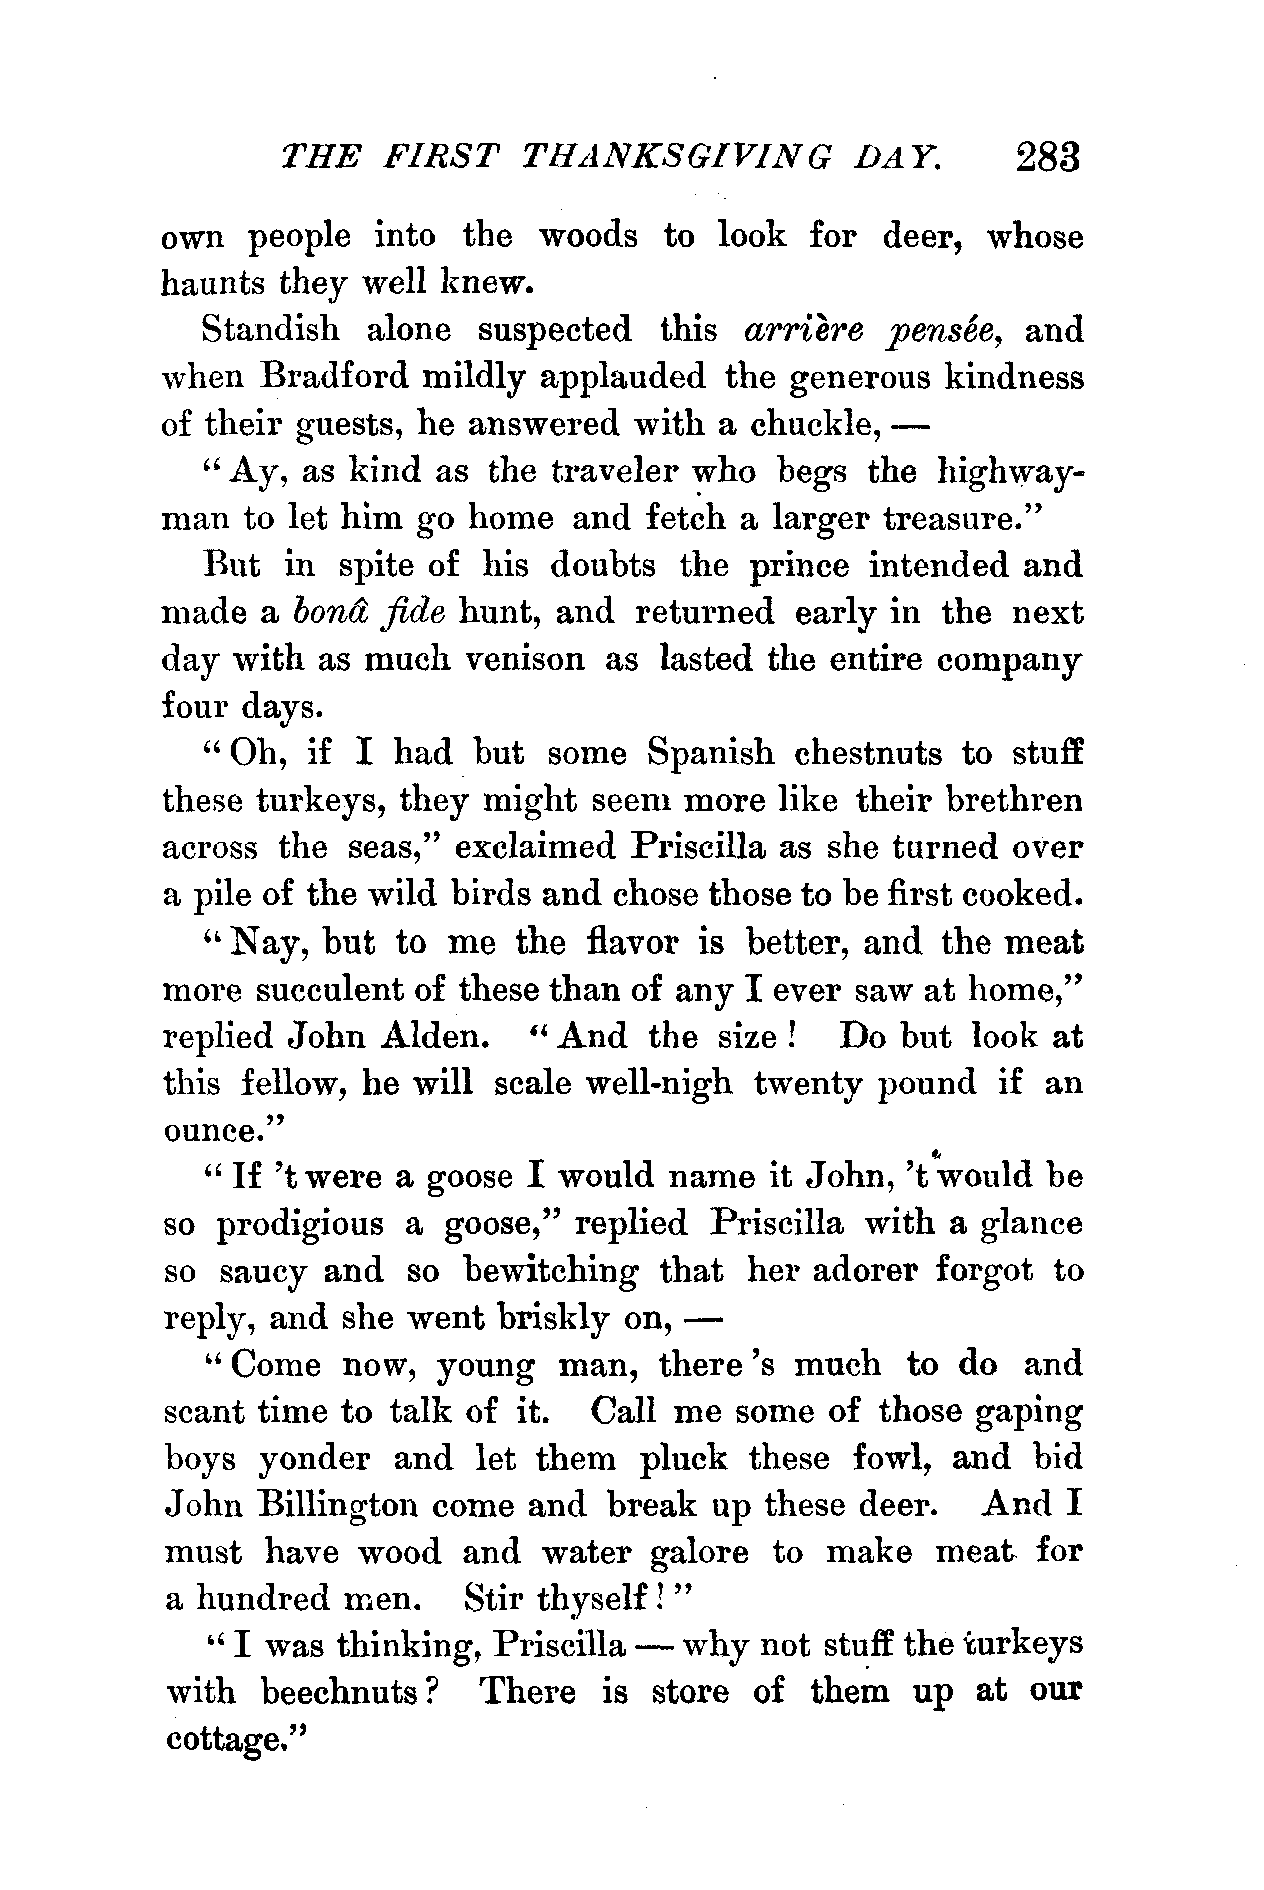 THE FIRST THANKSGIVING DAY. 283
own people into the woods to look for deer, whose
haunts they well knew.
Standish alone suspected this arrière pensée, and
when Bradford mildly applauded the generous kindness
of their guests, he answered with a chuckle, —
“Ay, as kind as the traveler who begs the highway-
man to let him go home and fetch a larger treasure.”
But in spite of his doubts the prince intended and
made a bonâ fide hunt, and returned early in the next
day with as much venison as lasted the entire company
four days.
“Oh, if I had but some Spanish chestnuts to stuff
these turkeys, they might seem more like their brethren
across the seas,” exclaimed Priscilla as she turned over
a pile of the wild birds and chose those to be first cooked.
“Nay, but to me the flavor is better, and the meat
more succulent of these than of any I ever saw at home,”
replied John Alden. “And the size! Do but look at
this fellow, he will scale well-nigh twenty pound if an
ounce.”
“If 't were a goose I would name it John, 't would be
so prodigious a goose,” replied Priscilla with a glance
so saucy and so bewitching that her adorer forgot to
reply, and she went briskly on, —
“Come now, young man, there 's much to do and
scant time to talk of it. Call me some of those gaping
boys yonder and let them pluck these fowl, and bid
John Billington come and break up these deer. And I
must have wood and water galore to make meat for
a hundred men. Stir thyself!”
“I was thinking, Priscilla — why not stuff the turkeys
with beechnuts? There is store of them up at our
cottage.”